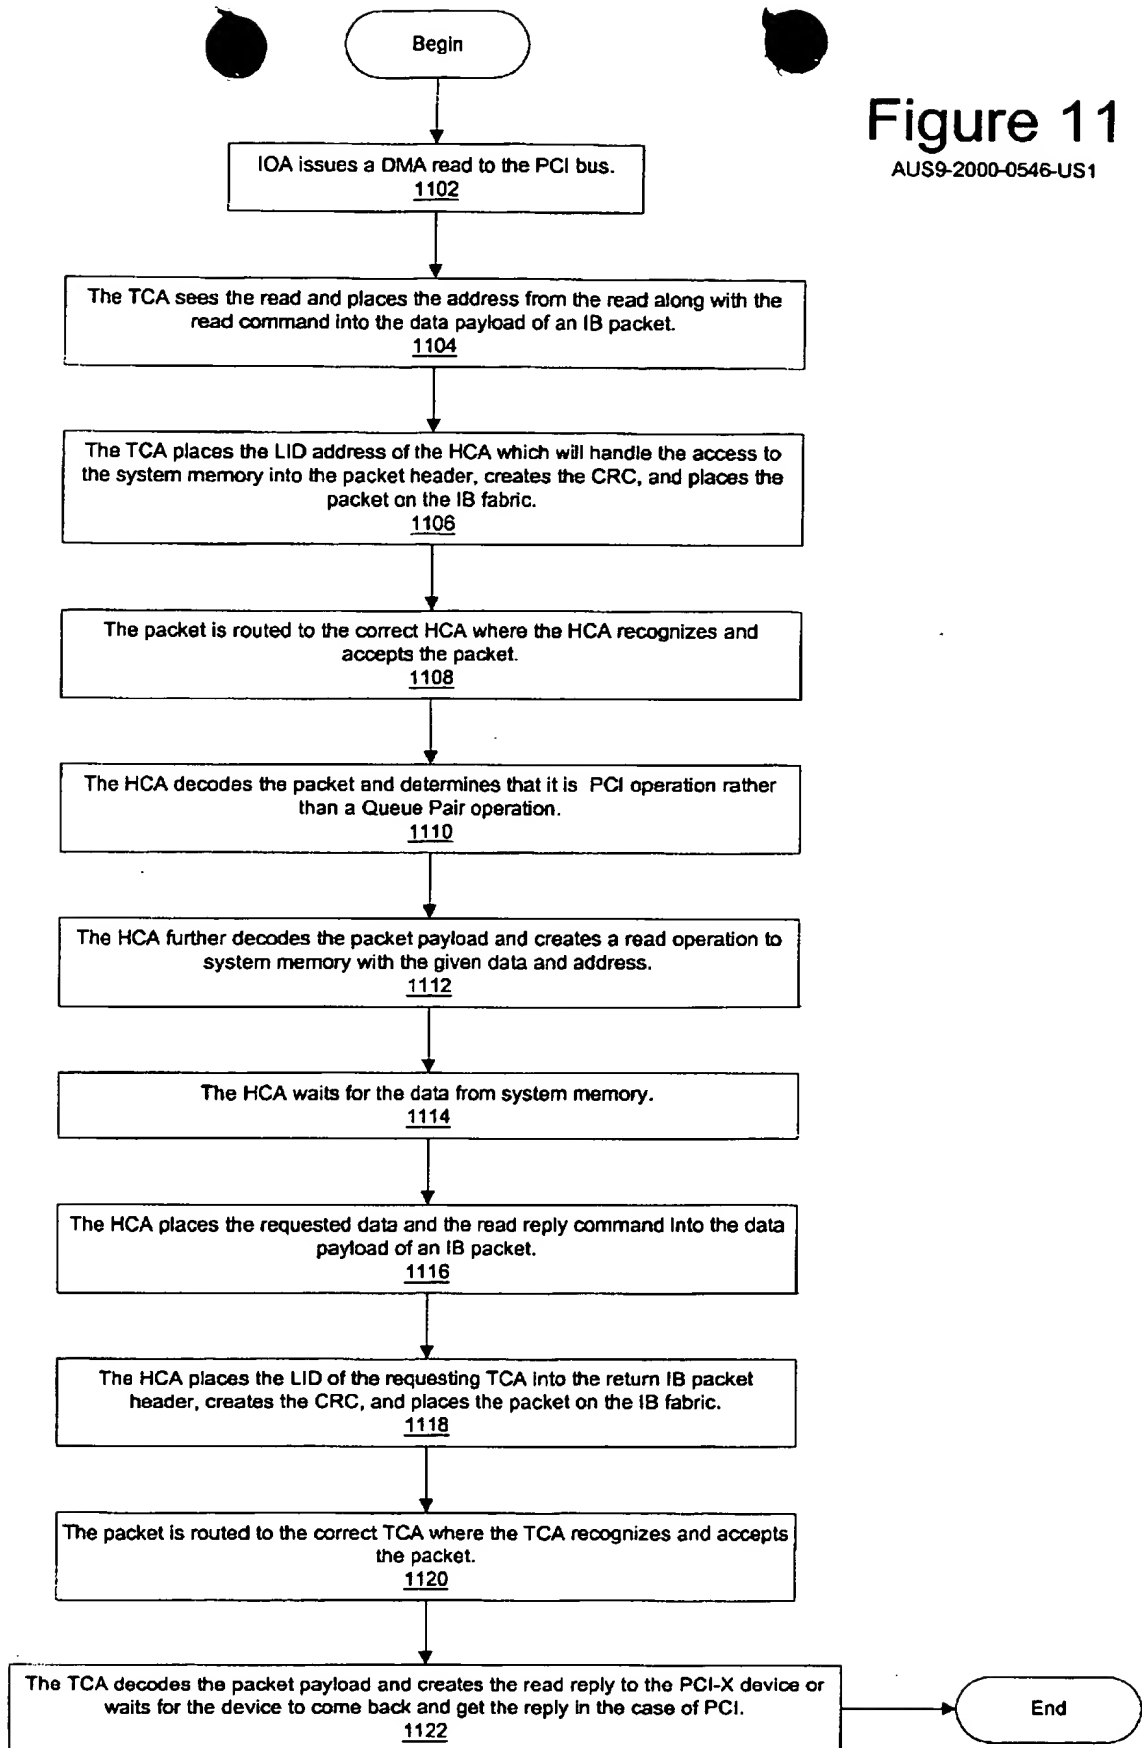 Begin
Figure 11
AUS9-2000-0546-US1
IOA issues a DMA read to the PCI bus.
1102
The TCA sees the read and places the address from the read along with the
read command into the data payload of an IB packet.
1104
The TCA places the LID address of the HCA which will handle the access to
the system memory into the packet header, creates the CRC, and places the
packet on the IB fabric.
1106
The packet is routed to the correct HCA where the HCA recognizes and
accepts the packet.
1108
The HCA decodes the packet and determines that it is PCI operation rather
than a Queue Pair operation.
1110
The HCA further decodes the packet payload and creates a read operation to
system memory with the given data and address.
1112
The HCA waits for the data from system memory.
1114
The HCA places the requested data and the read reply command into the data
payload of an IB packet.
1116
The HCA places the LID of the requesting TCA into the return IB packet
header, creates the CRC, and places the packet on the IB fabric.
1118
The packet is routed to the correct TCA where the TCA recognizes and accepts
the packet.
1120
The TCA decodes the packet payload and creates the read reply to the PCI-X device or
waits for the device to come back and get the reply in the case of PCI.
1122
End